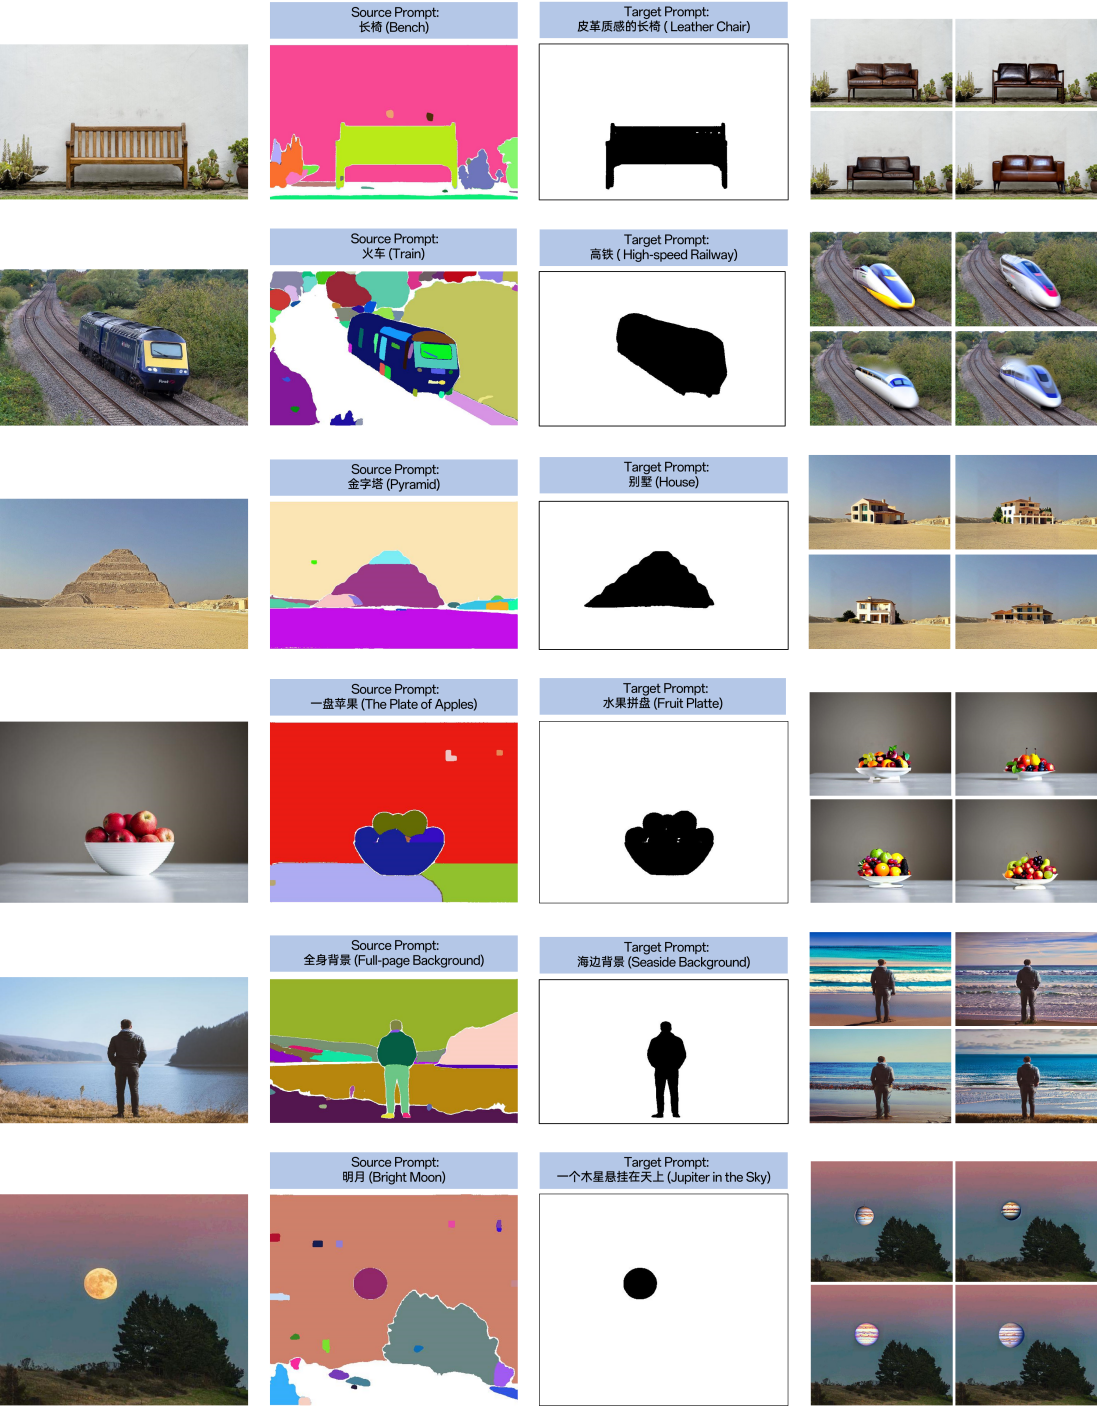 Source Prompt:
长椅 (Bench)
Target Prompt:
皮革质感的长椅 ( Leather Chair)
Source Prompt:
火车 (Train)
Target Prompt:
高铁 ( High-speed Railway)
Source Prompt:
金字塔 (Pyramid)
Target Prompt:
别墅 (House)
Source Prompt:
一盘苹果 (The Plate of Apples)
Target Prompt:
水果拼盘 (Fruit Platte)
Source Prompt:
全身背景 (Full-page Background)
Target Prompt:
海边背景 (Seaside Background)
Source Prompt:
明月 (Bright Moon)
Target Prompt:
一个木星悬挂在天上 (Jupiter in the Sky)